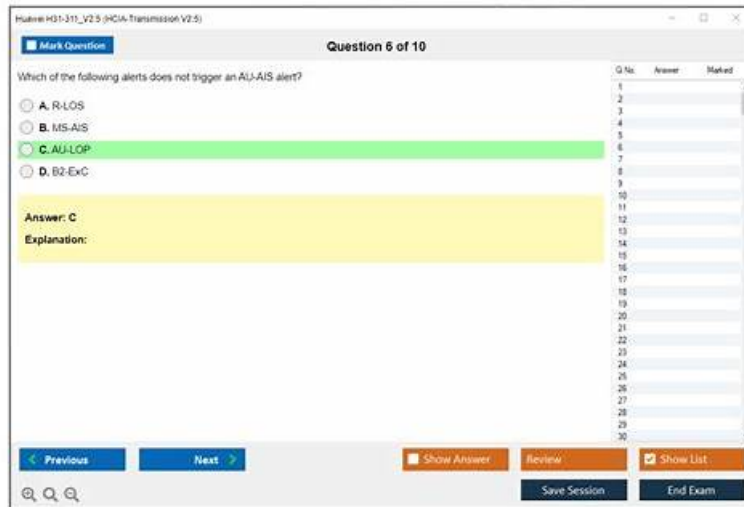 Huawei H31-311_V2.5 (HCIA-Transmission V2.5)
Mark Question
Question 6 of 10
Which of the following alerts does not trigger an AU-AIS alert?
A. R-LOS
B. MS-AIS
C. AU-LOP
D. B2-ExC
Answer: C
Explanation:
Q.No. Answer Marked
1
2
3
4
5
6
7
8
9
10
11
12
13
14
15
16
17
18
19
20
21
22
23
24
25
26
27
28
29
30
Previous
Next
Show Answer
Review
Show List
Save Session
End Exam